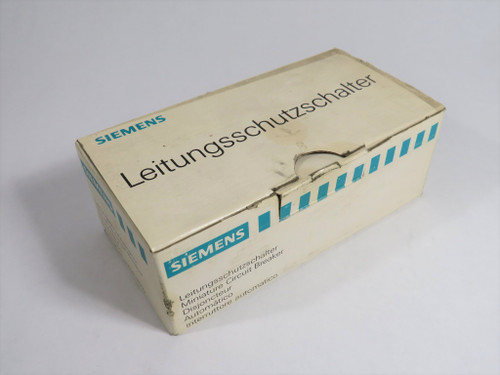 SIEMENS
Leitungsschutzschalter
SIEMENS
Leitungsschutzschalter
Miniature Circuit Breaker
Disjoncteur
Automático
Interruttore automatico